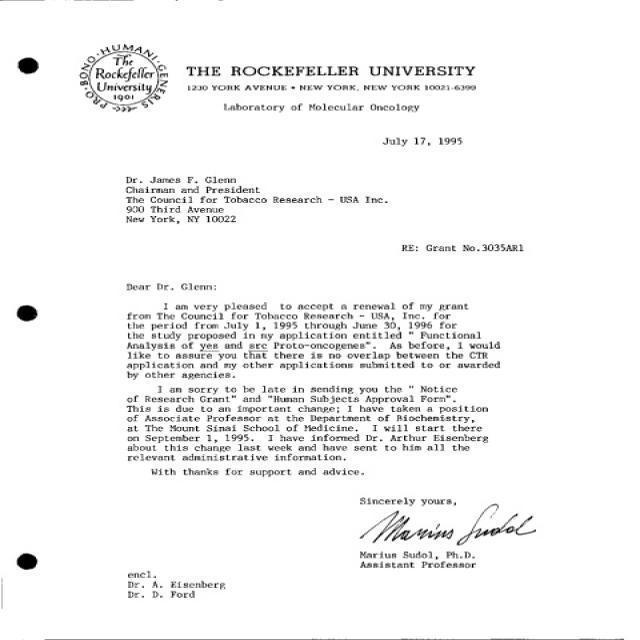 PRO·BONO·HUMANI·GENERIS
The
Rockefeller
University
1901
THE ROCKEFELLER UNIVERSITY
1230 YORK AVENUE • NEW YORK, NEW YORK 10021-6399
Laboratory of Molecular Oncology
July 17, 1995
Dr. James F. Glenn
Chairman and President
The Council for Tobacco Research - USA Inc.
900 Third Avenue
New York, NY 10022
RE: Grant No.3035AR1
Dear Dr. Glenn:
I am very pleased to accept a renewal of my grant
from The Council for Tobacco Research - USA, Inc. for
the period from July 1, 1995 through June 30, 1996 for
the study proposed in my application entitled " Functional
Analysis of yes and src Proto-oncogenes". As before, I would
like to assure you that there is no overlap between the CTR
application and my other applications submitted to or awarded
by other agencies.
I am sorry to be late in sending you the " Notice
of Research Grant" and "Human Subjects Approval Form".
This is due to an important change; I have taken a position
of Associate Professor at the Department of Biochemistry,
at The Mount Sinai School of Medicine. I will start there
on September 1, 1995. I have informed Dr. Arthur Eisenberg
about this change last week and have sent to him all the
relevant administrative information.
With thanks for support and advice.
Sincerely yours,
Marius Sudol
Marius Sudol, Ph.D.
Assistant Professor
encl.
Dr. A. Eisenberg
Dr. D. Ford